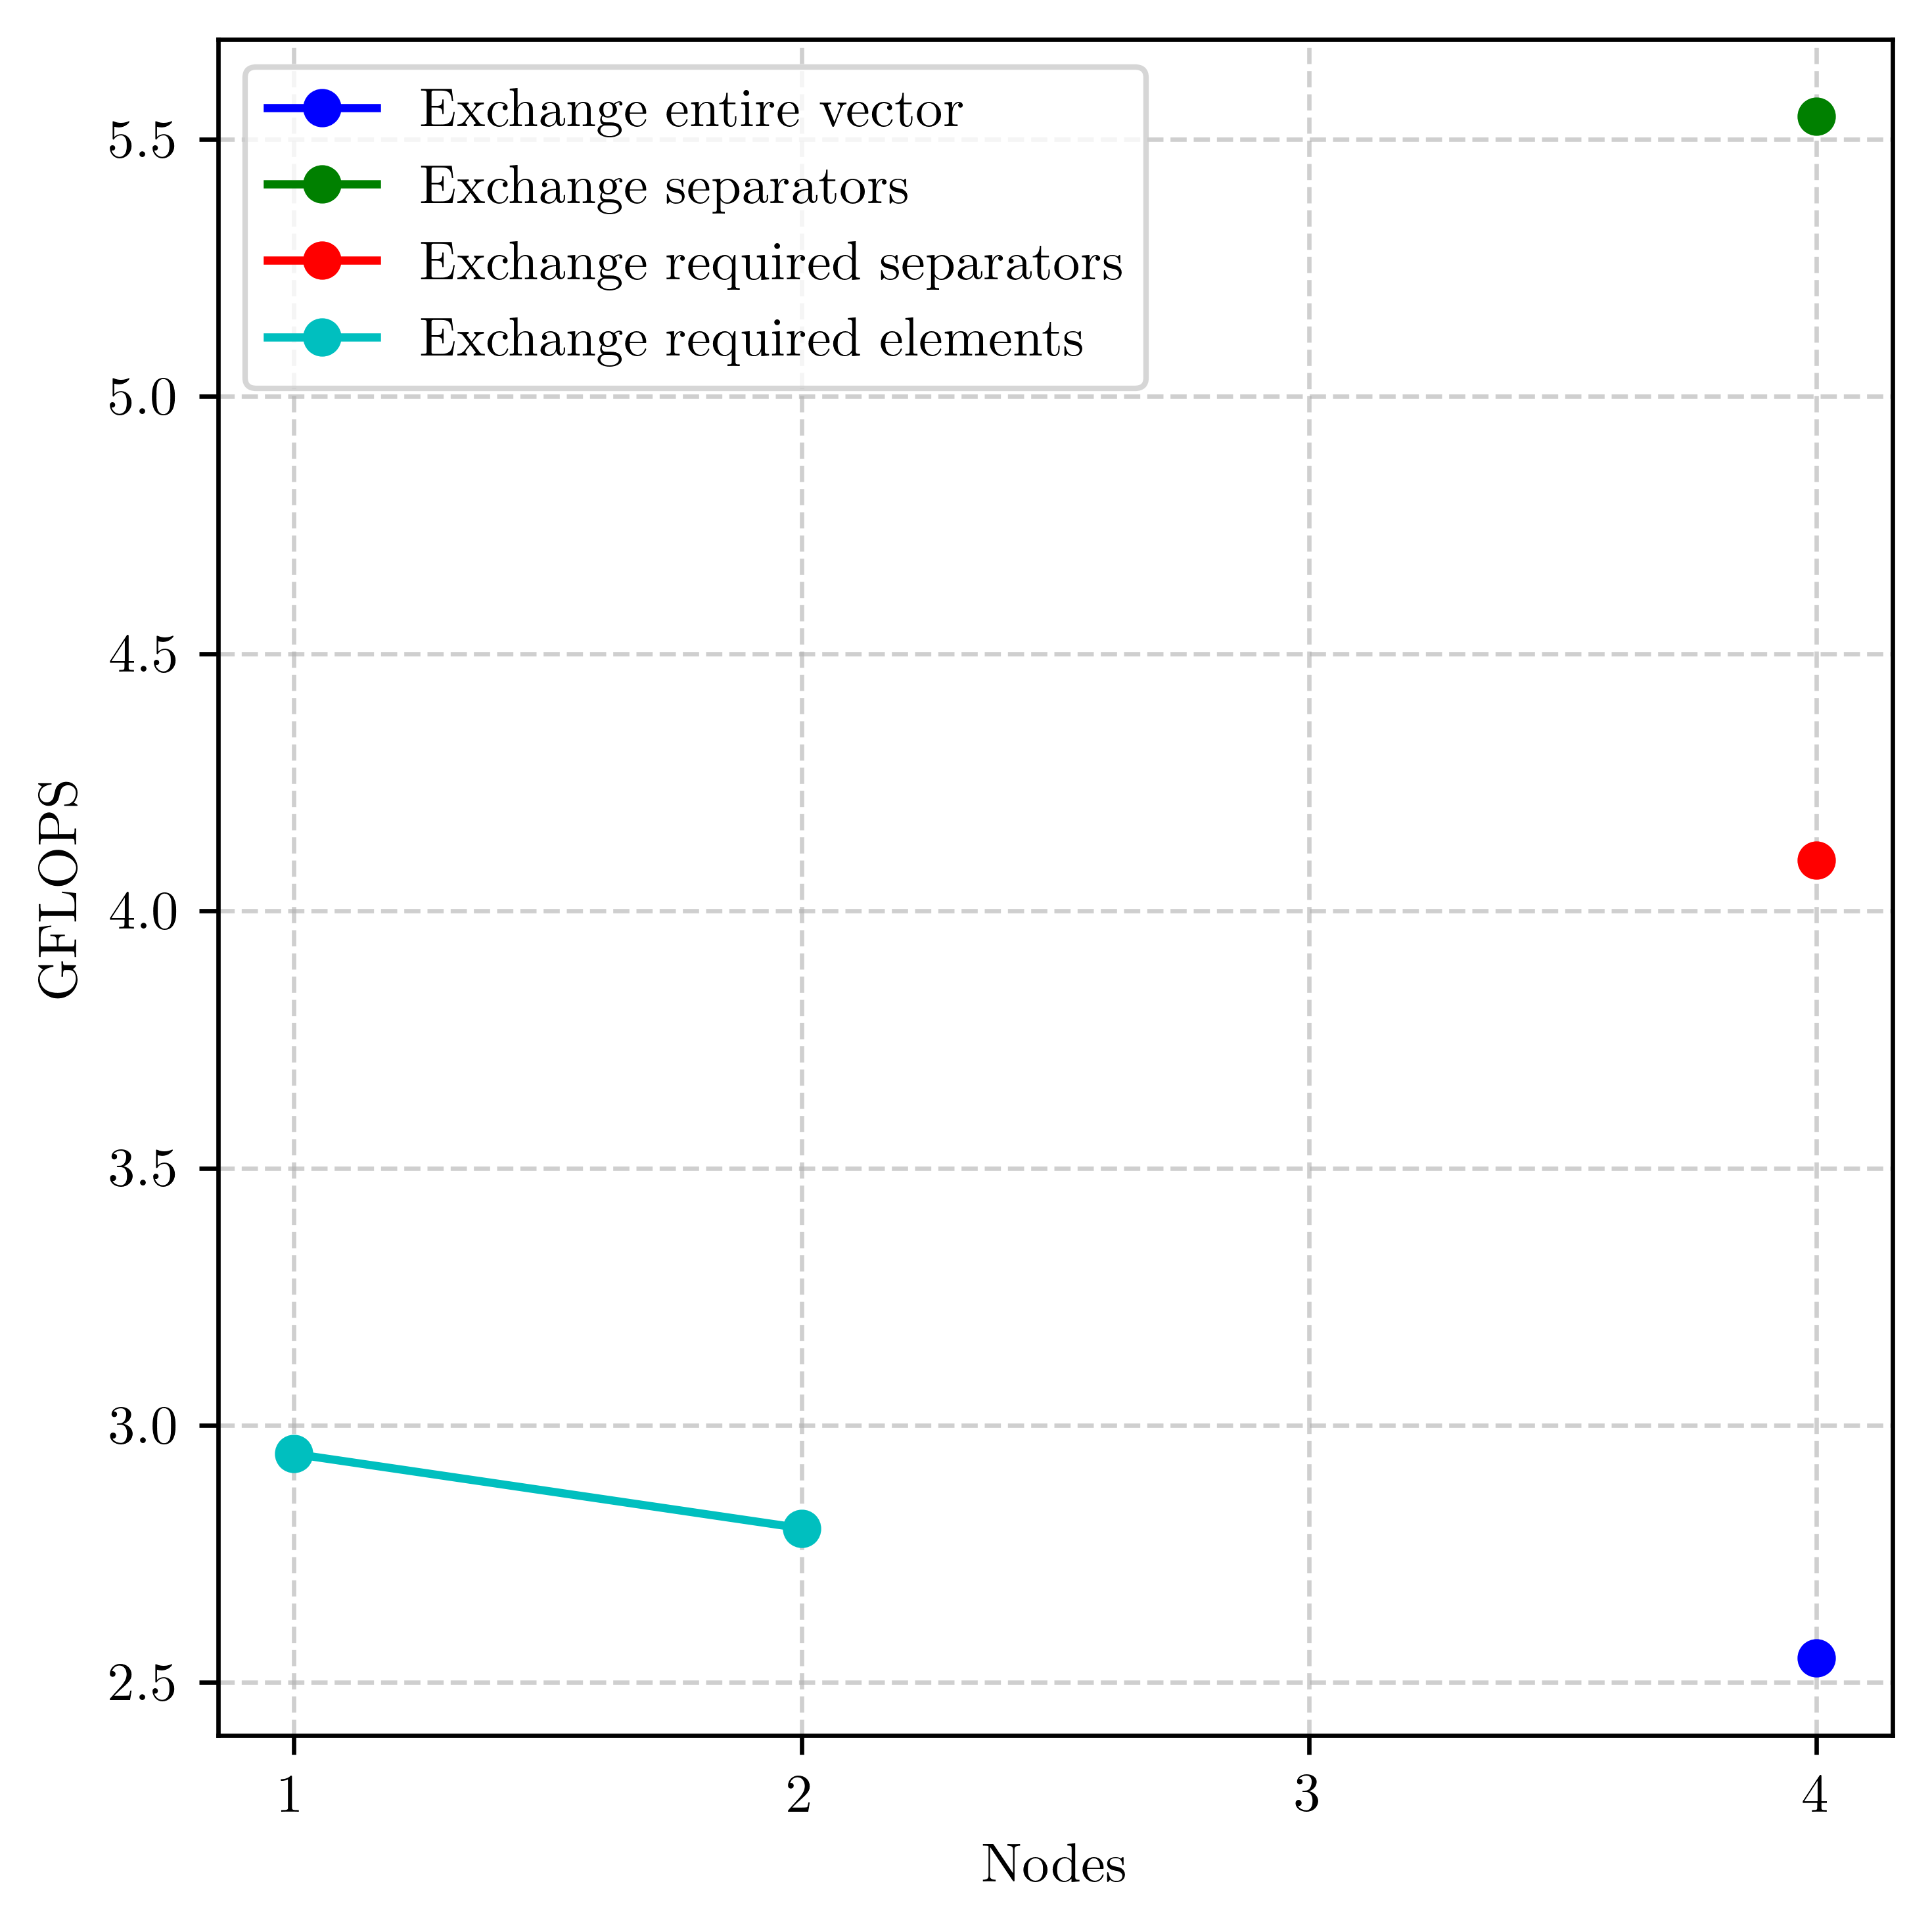 Exchange entire vector
Exchange separators
Exchange required separators
Exchange required elements
5.5
5.0
4.5
4.0
3.5
3.0
2.5
GFLOPS
1 2 3 4
Nodes